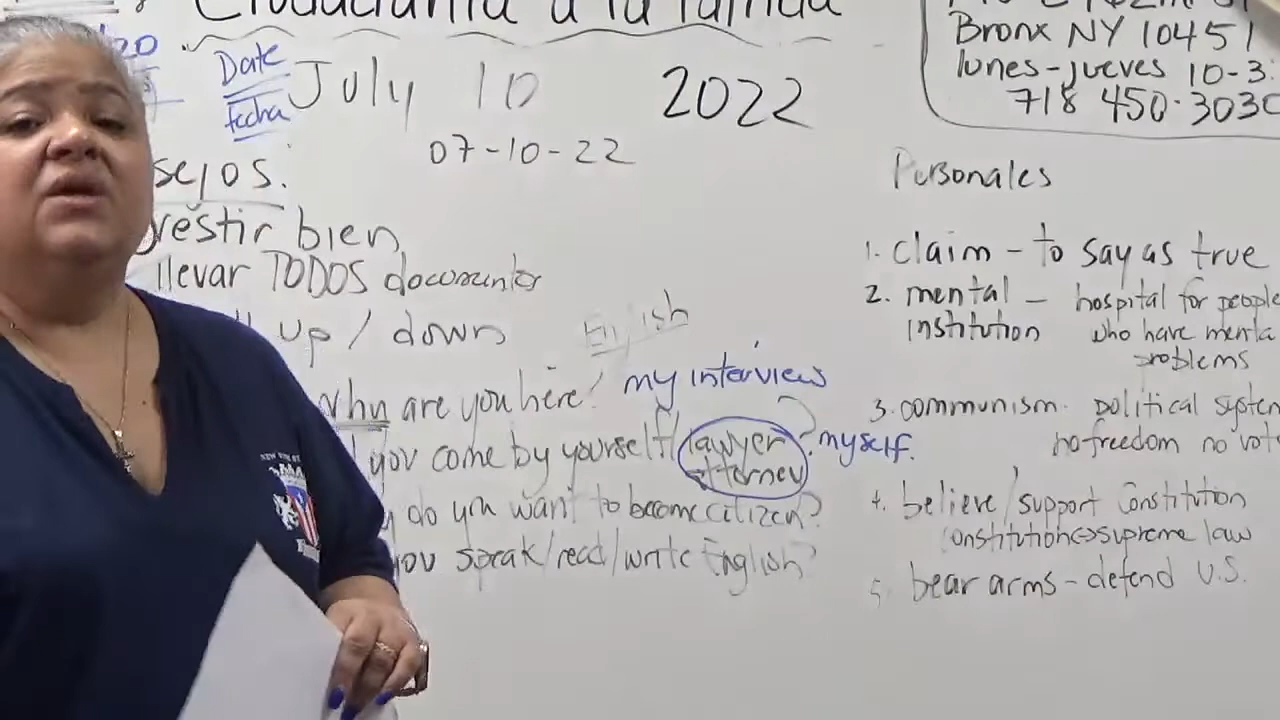 Ciudadanía a la
Bronx NY 10451
lunes-jueves 10-3
718 450-3030
Date
fecha
July 10 2022
07-10-22
sejos:
vestir bien
llevar TODOS documentos
up / down
English
why are you here? my interview
you come by yourself/lawyer attorney? myself.
do you want to become citizen?
you speak/read/write English?
Personales
1. claim - to say as true
2. mental institution - hospital for people
who have menta
problems
3. communism. political system
no freedom no vot
4. believe/support Constitution
constitution supreme law
5. bear arms - defend U.S.